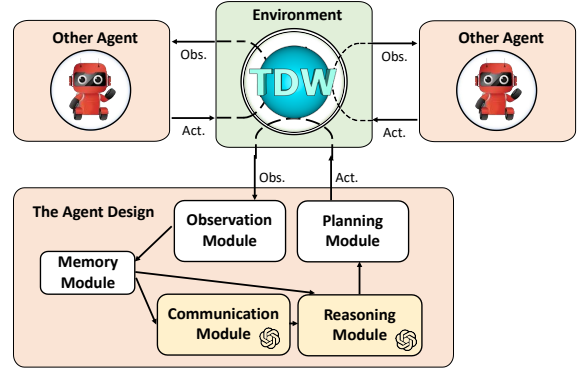 Environment
Other Agent
Other Agent
Obs.
Obs.
TDW
Act.
Act.
Obs.
Act.
The Agent Design
Observation
Module
Planning
Module
Memory
Module
Communication
Module
Reasoning
Module